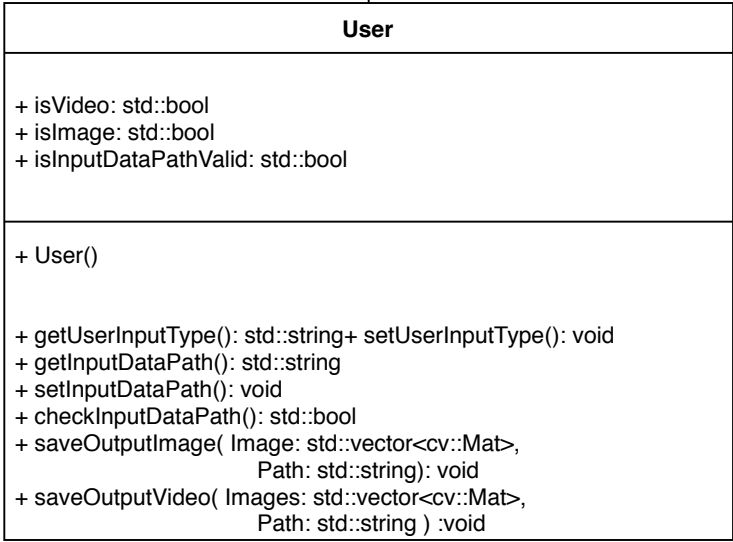 User
+ isVideo: std::bool
+ isImage: std::bool
+ isInputDataPathValid: std::bool
+ User()
+ getUserInputType(): std::string+ setUserInputType(): void
+ getInputDataPath(): std::string
+ setInputDataPath(): void
+ checkInputDataPath(): std::bool
+ saveOutputImage( Image: std::vector<cv::Mat>,
Path: std::string): void
+ saveOutputVideo( Images: std::vector<cv::Mat>,
Path: std::string ) :void